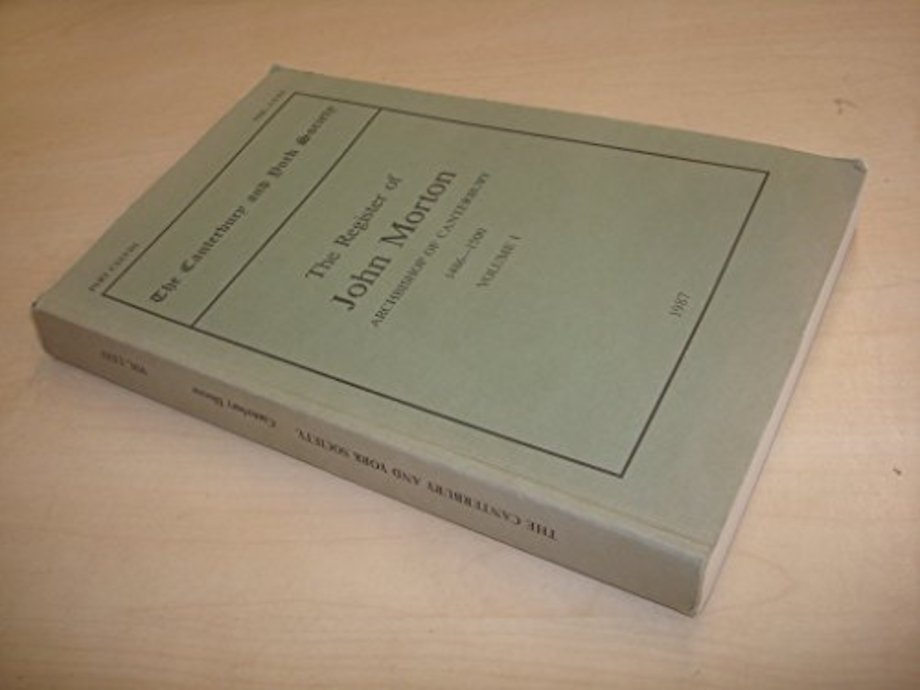 The Canterbury and York Society
The Register of
John Morton
ARCHBISHOP OF CANTERBURY
1486—1500
VOLUME I
1987
THE CANTERBURY AND YORK SOCIETY.
Canterbury Diocese
VOL.